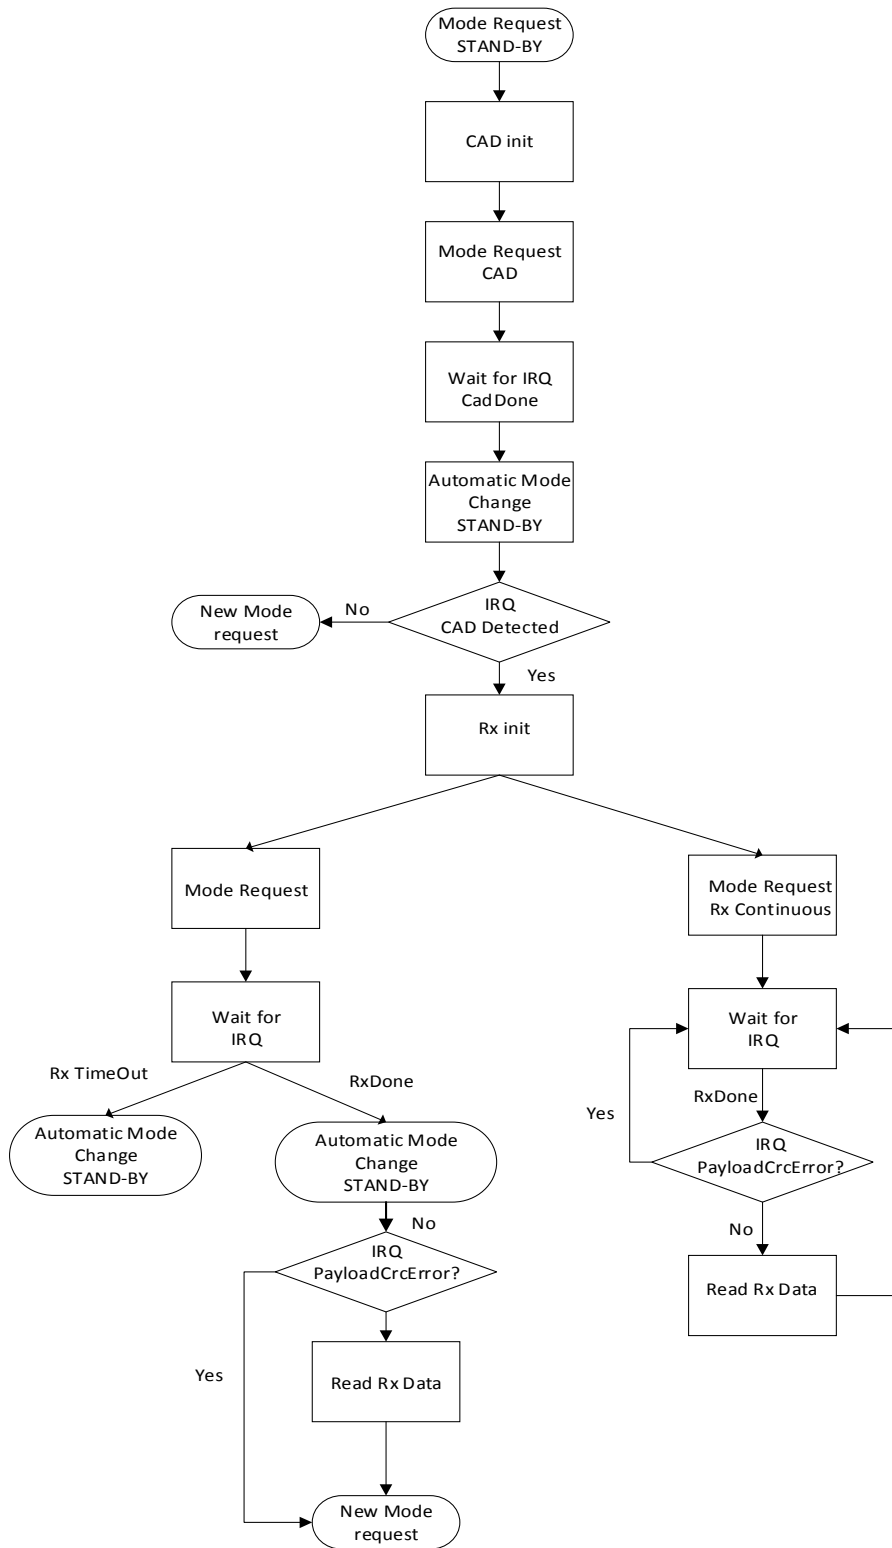 Mode Request
STAND-BY
CAD init
Mode Request
CAD
Wait for IRQ
CadDone
Automatic Mode
Change
STAND-BY
IRQ
CAD Detected
No
New Mode
request
Yes
Rx init
Mode Request
Mode Request
Rx Continuous
Wait for
IRQ
Wait for
IRQ
Rx TimeOut
RxDone
RxDone
Yes
Automatic Mode
Change
STAND-BY
Automatic Mode
Change
STAND-BY
IRQ
PayloadCrcError?
No
No
IRQ
PayloadCrcError?
Read Rx Data
Yes
Read Rx Data
New Mode
request